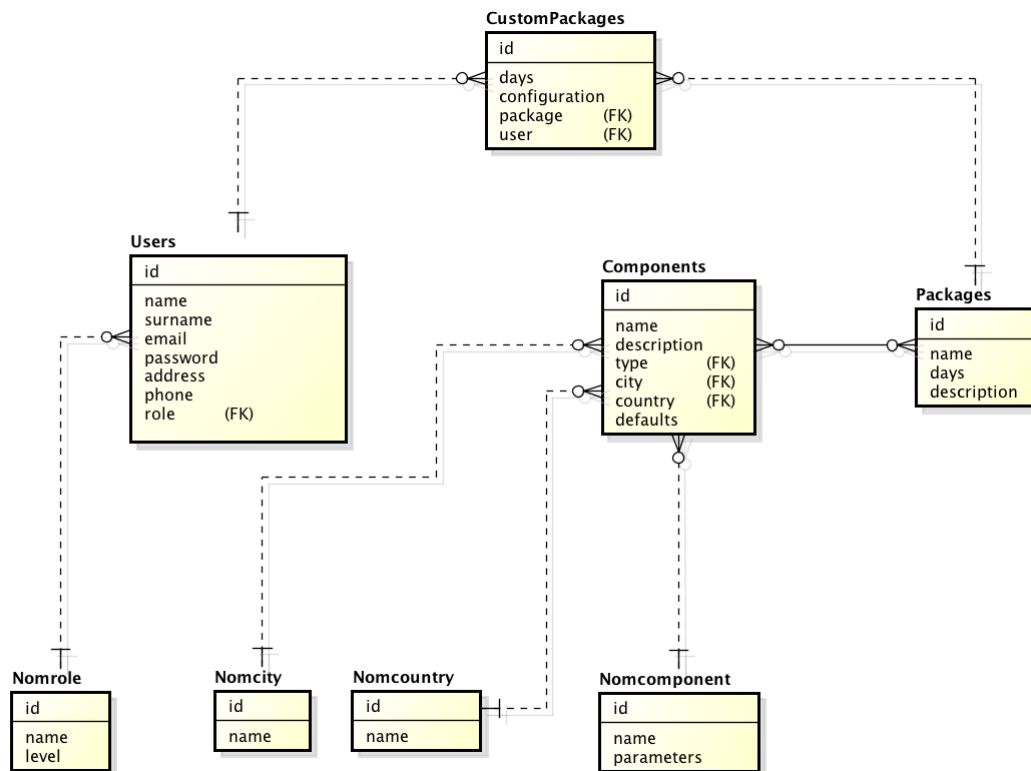 CustomPackages
id
days
configuration
package (FK)
user (FK)
Users
id
name
surname
email
password
address
phone
role (FK)
Components
id
name
description
type (FK)
city (FK)
country (FK)
defaults
Packages
id
name
days
description
Nomrole
id
name
level
Nomcity
id
name
Nomcountry
id
name
Nomcomponent
id
name
parameters